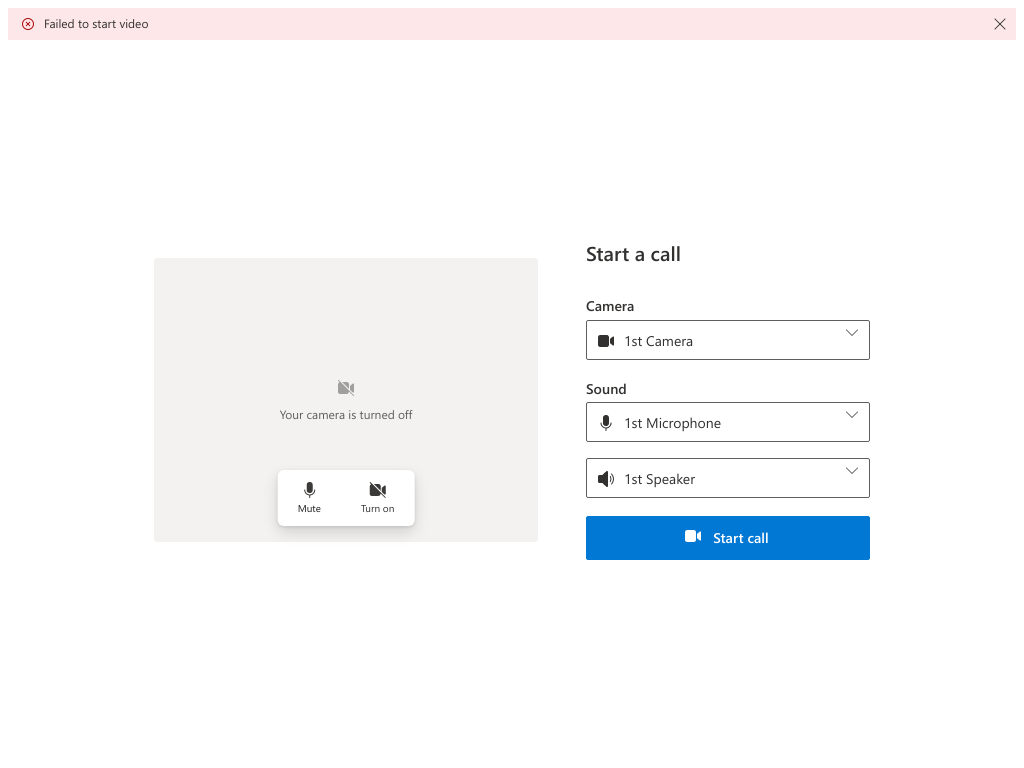 Failed to start video
Start a call
Camera
1st Camera
Sound
1st Microphone
1st Speaker
Start call
Your camera is turned off
Mute
Turn on